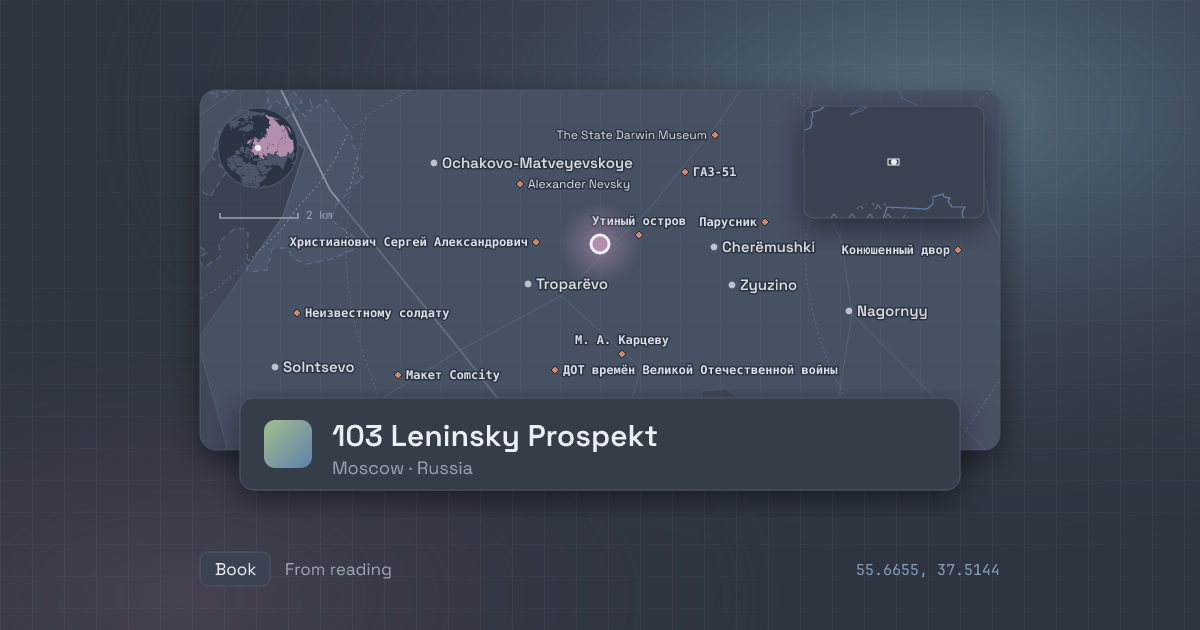 The State Darwin Museum
Ochakovo-Matveyevskoye
ГАЗ-51
Alexander Nevsky
2 km
Утиный остров
Парусник
Христианович Сергей Александрович
Cherëmushki
Конюшенный двор
Troparëvo
Zyuzino
Неизвестному солдату
Nagornyy
М. А. Карцеву
Solntsevo
Макет Comcity
ДОТ времён Великой Отечественной войны
103 Leninsky Prospekt
Moscow · Russia
Book
From reading
55.6655, 37.5144